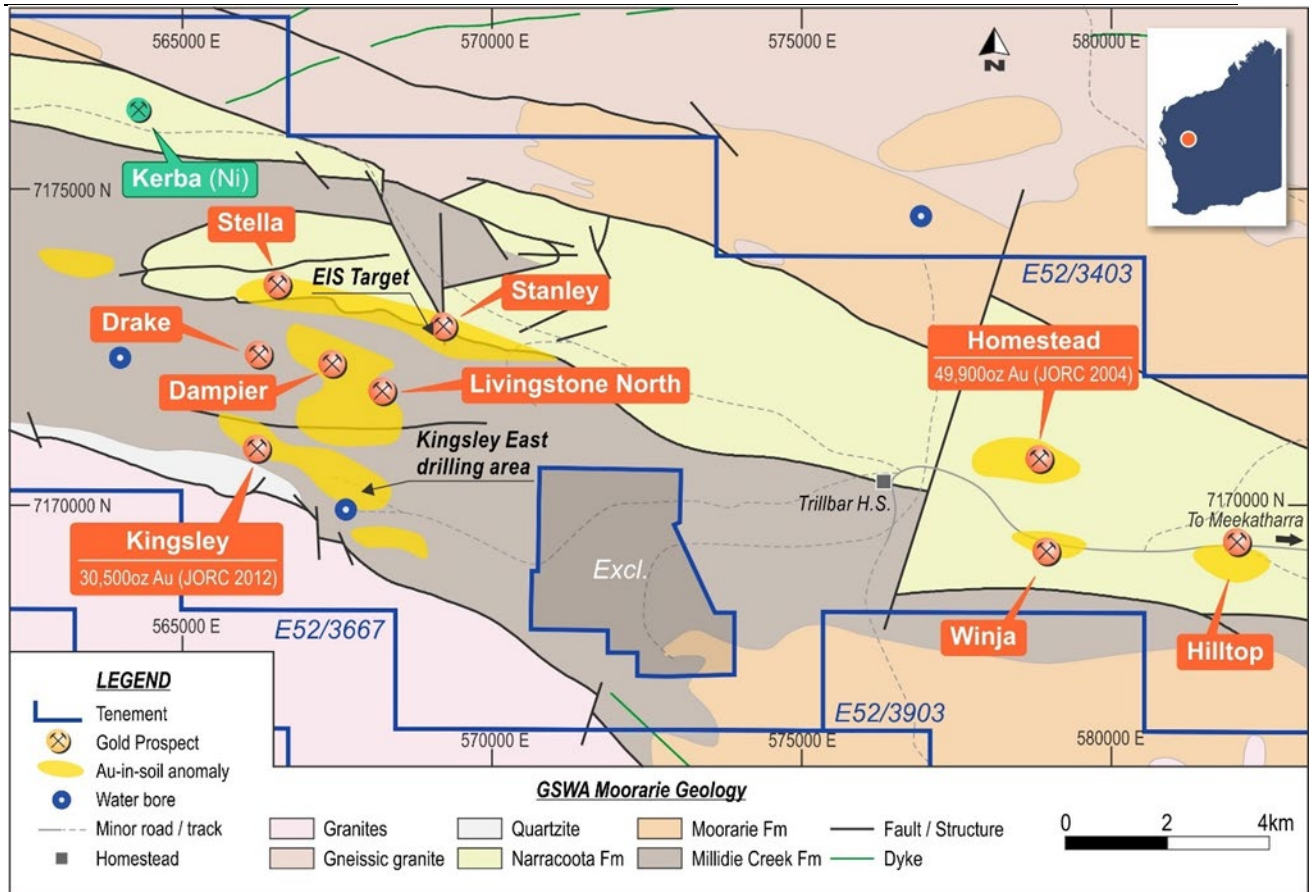 565000 E
570000 E
575000 E
580000 E
N
Kerba (Ni)
7175000 N
Stella
EIS Target
Stanley
E52/3403
Drake
Homestead
49,900oz Au (JORC 2004)
Dampier
Livingstone North
Kingsley East
drilling area
7170000 N
Trillbar H.S.
7170000 N
To Meekatharra
Kingsley
30,500oz Au (JORC 2012)
Excl.
565000 E
E52/3667
Winja
Hilltop
E52/3903
570000 E
575000 E
580000 E
LEGEND
Tenement
Gold Prospect
Au-in-soil anomaly
Water bore
Minor road / track
Homestead
GSWA Moorarie Geology
Granites
Quartzite
Moorarie Fm
Fault / Structure
Gneissic granite
Narracoota Fm
Millidie Creek Fm
Dyke
0 2 4km